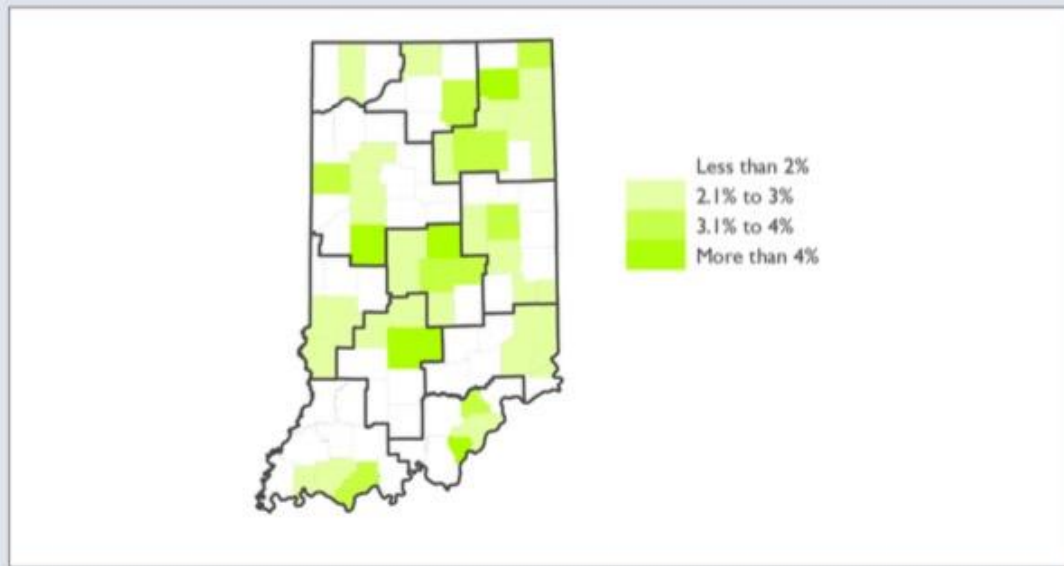 Less than 2%
2.1% to 3%
3.1% to 4%
More than 4%